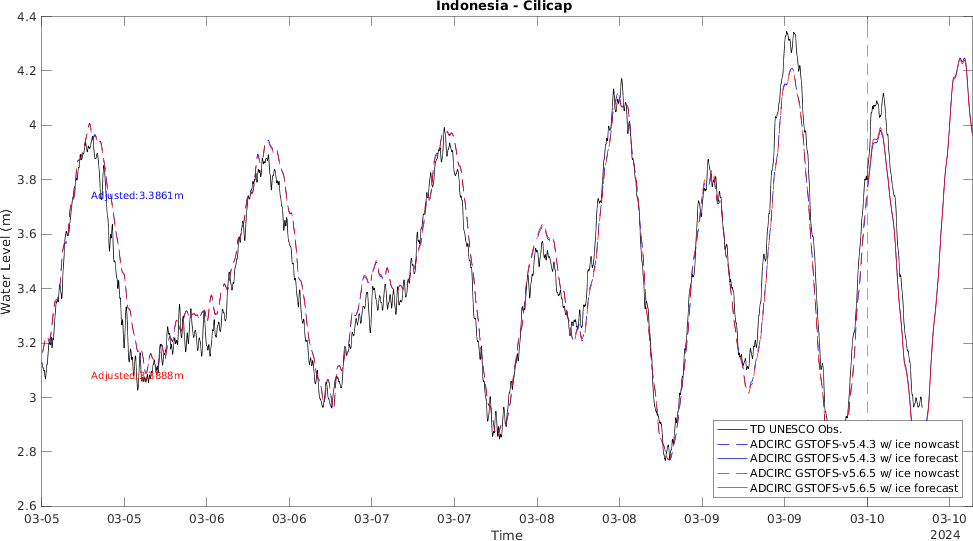 Indonesia - Cilicap
4.4
4.2
4
3.8
3.6
3.4
3.2
3
2.8
2.6
Water Level (m)
Adjusted:3.3861m
Adjusted:
TD UNESCO Obs.
ADCIRC GSTOFS-v5.4.3 w/ ice nowcast
ADCIRC GSTOFS-v5.4.3 w/ ice forecast
ADCIRC GSTOFS-v5.6.5 w/ ice nowcast
ADCIRC GSTOFS-v5.6.5 w/ ice forecast
03-05 03-05 03-06 03-06 03-07 03-07 03-08 03-08 03-09 03-09 03-10 03-10
2024
Time